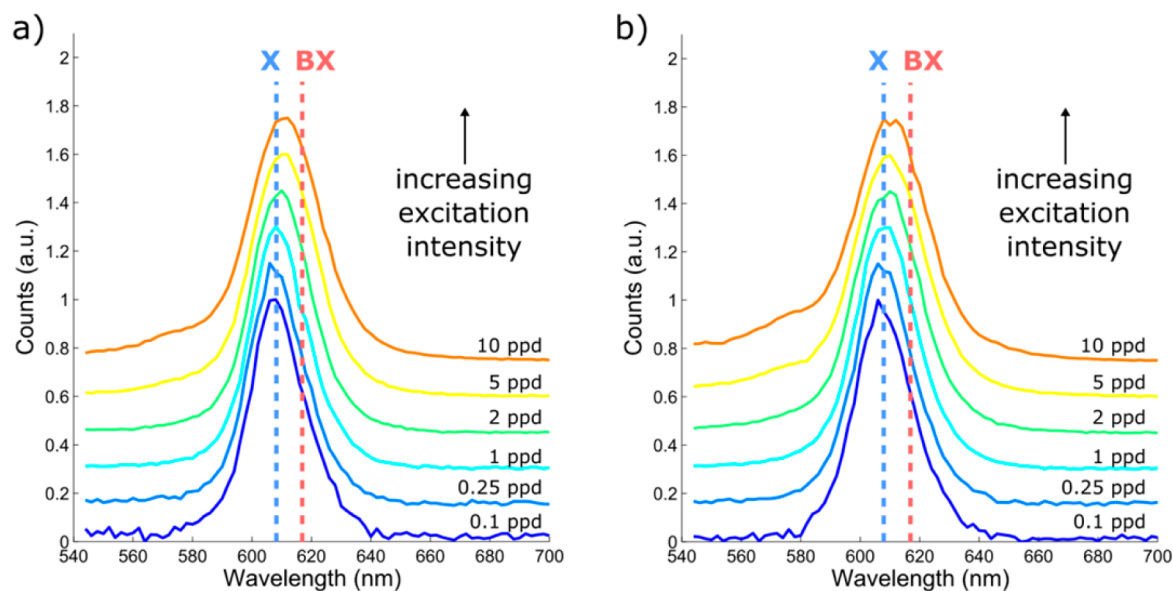 a)
X BX
2
1.8
1.6
1.4
1.2
1
0.8
0.6
0.4
0.2
0
Counts (a.u.)
increasing
excitation
intensity
10 ppd
5 ppd
2 ppd
1 ppd
0.25 ppd
0.1 ppd
540 560 580 600 620 640 660 680 700
Wavelength (nm)
b)
X BX
2
1.8
1.6
1.4
1.2
1
0.8
0.6
0.4
0.2
0
Counts (a.u.)
increasing
excitation
intensity
10 ppd
5 ppd
2 ppd
1 ppd
0.25 ppd
0.1 ppd
540 560 580 600 620 640 660 680 700
Wavelength (nm)